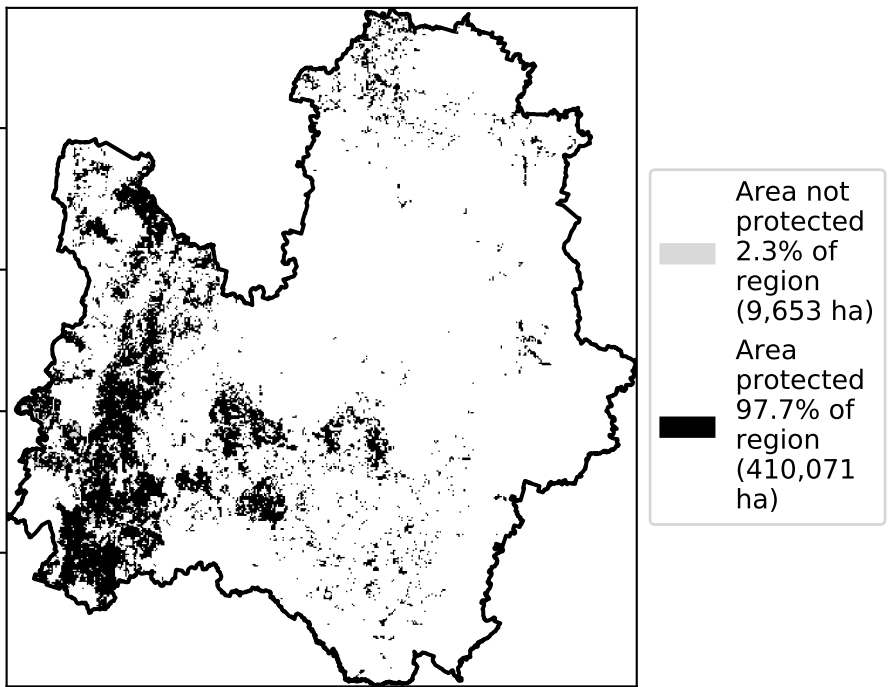 Area not
protected
2.3% of
region
(9,653 ha)
Area
protected
97.7% of
region
(410,071
ha)